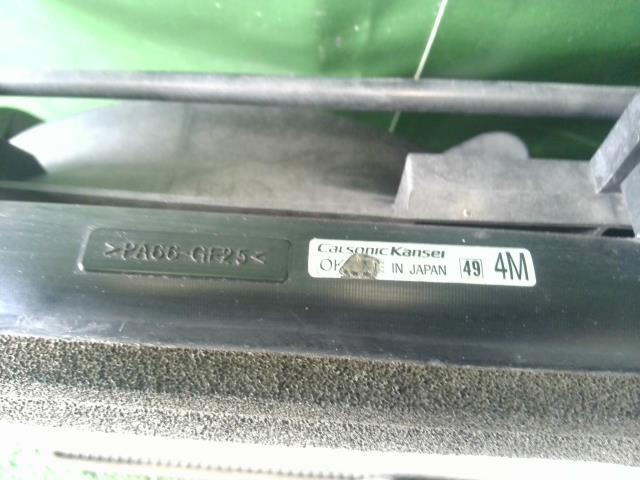 >PA66-GF25<
CalsonicKansei
IN JAPAN 49 4M